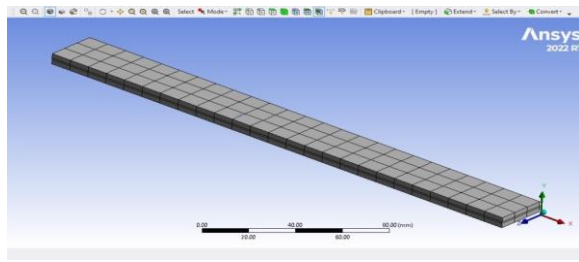 Select Mode Clipboard [Empty] Extend Select By Convert
Ansys
2022 R
0.00 40.00 80.00 (mm)
20.00 60.00